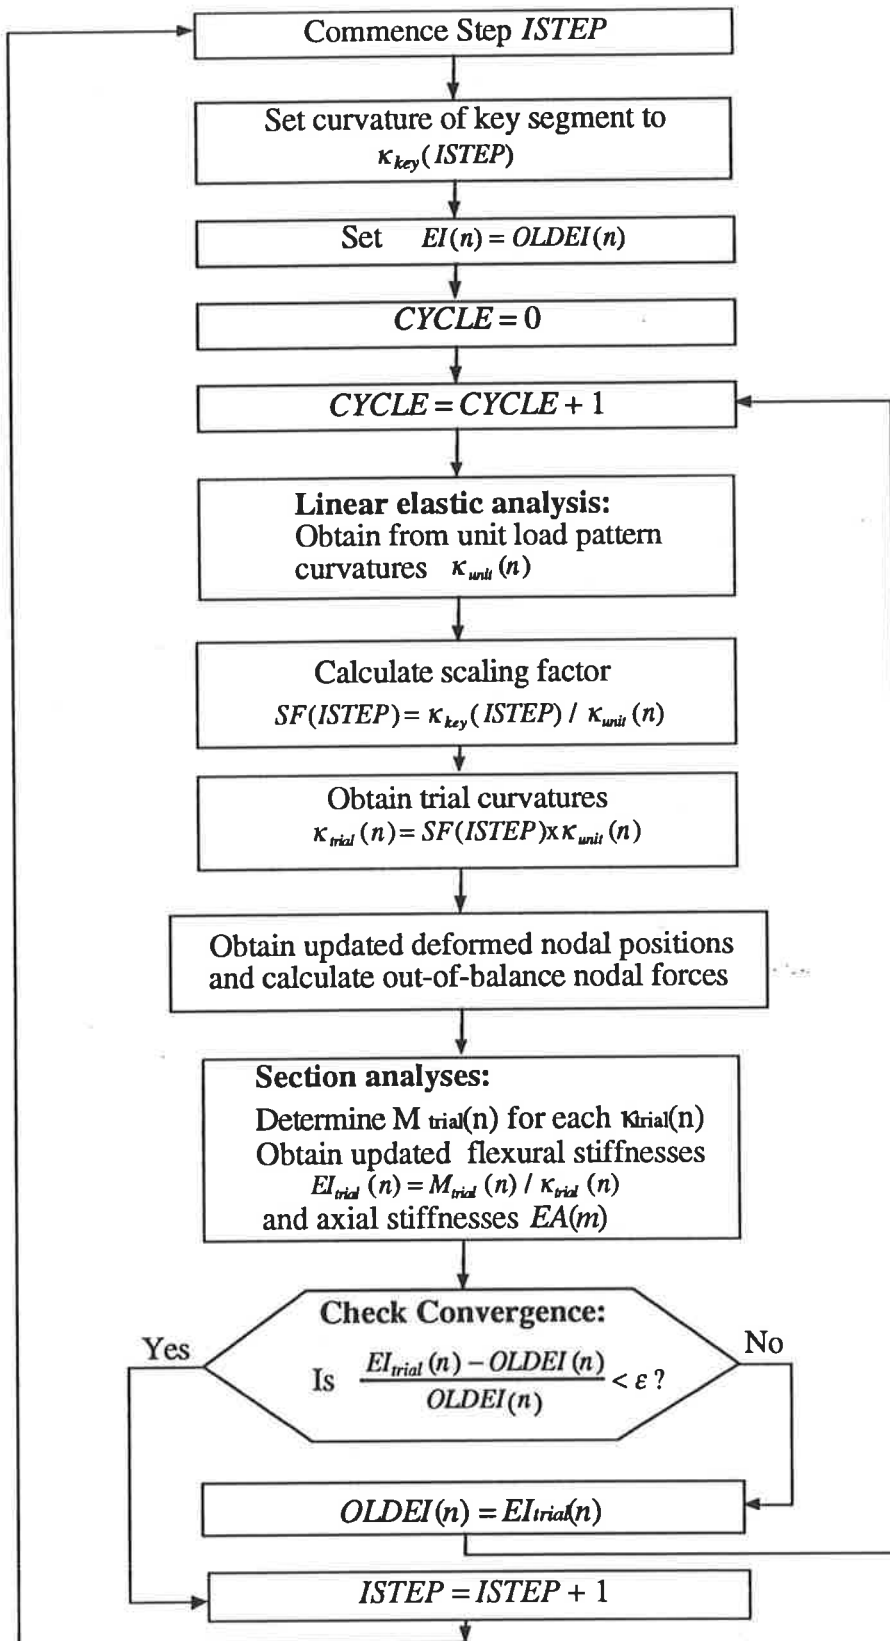 Commence Step ISTEP
Set curvature of key segment to
κkey(ISTEP)
Set EI(n) = OLDEI(n)
CYCLE = 0
CYCLE = CYCLE + 1
Linear elastic analysis:
Obtain from unit load pattern
curvatures κunit(n)
Calculate scaling factor
SF(ISTEP) = κkey(ISTEP) / κunit(n)
Obtain trial curvatures
κtrial(n) = SF(ISTEP)xκunit(n)
Obtain updated deformed nodal positions
and calculate out-of-balance nodal forces
Section analyses:
Determine M trial(n) for each κtrial(n)
Obtain updated flexural stiffnesses
EItrial(n) = Mtrial(n) / κtrial(n)
and axial stiffnesses EA(m)
Check Convergence:
Yes
No
Is EItrial(n) − OLDEI(n) / OLDEI(n) < ε ?
OLDEI(n) = EItrial(n)
ISTEP = ISTEP + 1